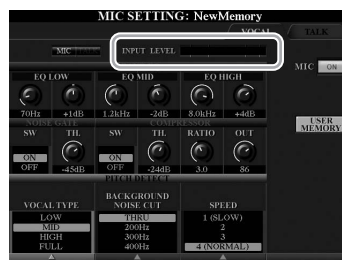 MIC SETTING: NewMemory
VOCAL TALK
MIC INPUT LEVEL
MIC ON
EQ LOW EQ MID EQ HIGH
70Hz +1dB 1.2kHz -2dB 8.0kHz +4dB
NOISE GATE COMPRESSOR
SW TH. SW TH. RATIO OUT
ON ON
OFF -45dB OFF -24dB 3.0 86
USER
MEMORY
PITCH DETECT
VOCAL TYPE BACKGROUND NOISE CUT SPEED
LOW THRU 1 (SLOW)
MID 200Hz 2
HIGH 300Hz 3
FULL 400Hz 4 (NORMAL)